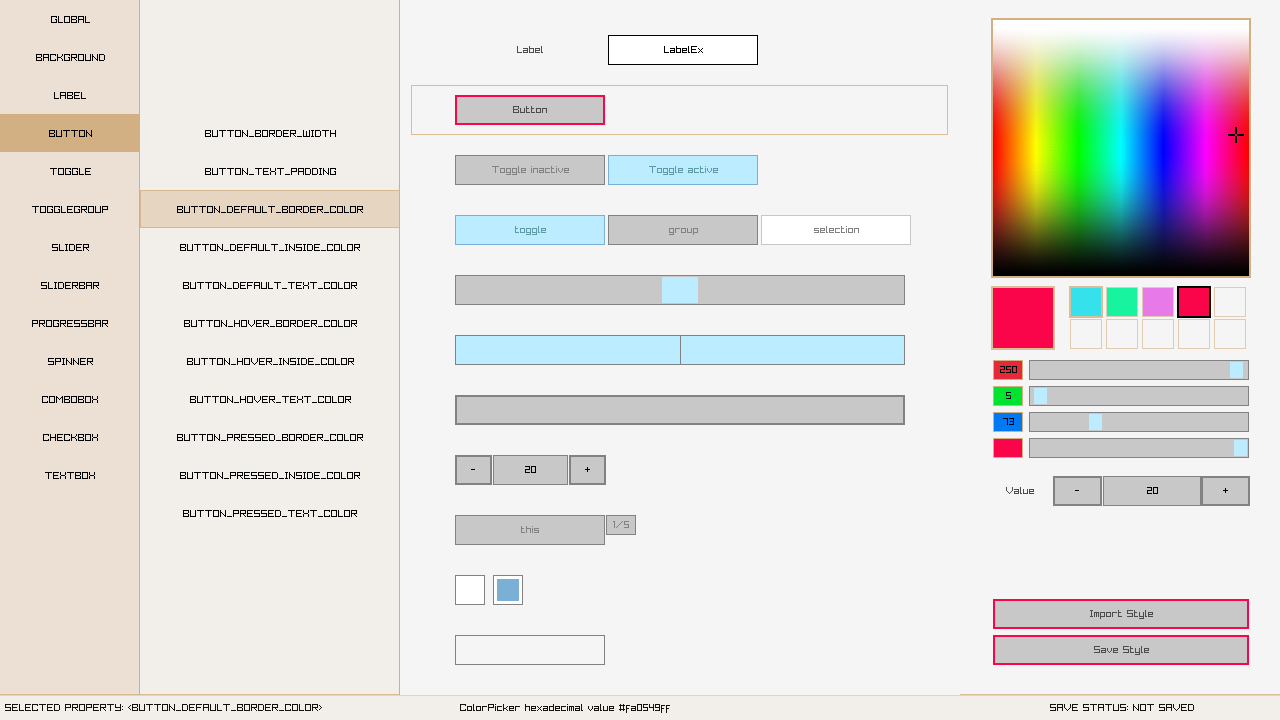 GLOBAL
BACKGROUND
LABEL
BUTTON
TOGGLE
TOGGLEGROUP
SLIDER
SLIDERBAR
PROGRESSBAR
SPINNER
COMBOBOX
CHECKBOX
TEXTBOX
BUTTON_BORDER_WIDTH
BUTTON_TEXT_PADDING
BUTTON_DEFAULT_BORDER_COLOR
BUTTON_DEFAULT_INSIDE_COLOR
BUTTON_DEFAULT_TEXT_COLOR
BUTTON_HOVER_BORDER_COLOR
BUTTON_HOVER_INSIDE_COLOR
BUTTON_HOVER_TEXT_COLOR
BUTTON_PRESSED_BORDER_COLOR
BUTTON_PRESSED_INSIDE_COLOR
BUTTON_PRESSED_TEXT_COLOR
Label LabelEx
Button
Toggle inactive Toggle active
toggle group selection
- 20 +
this 1/5
250
5
73
Value - 20 +
Import Style
Save Style
SELECTED PROPERTY: <BUTTON_DEFAULT_BORDER_COLOR>
ColorPicker hexadecimal value #fa0549ff
SAVE STATUS: NOT SAVED